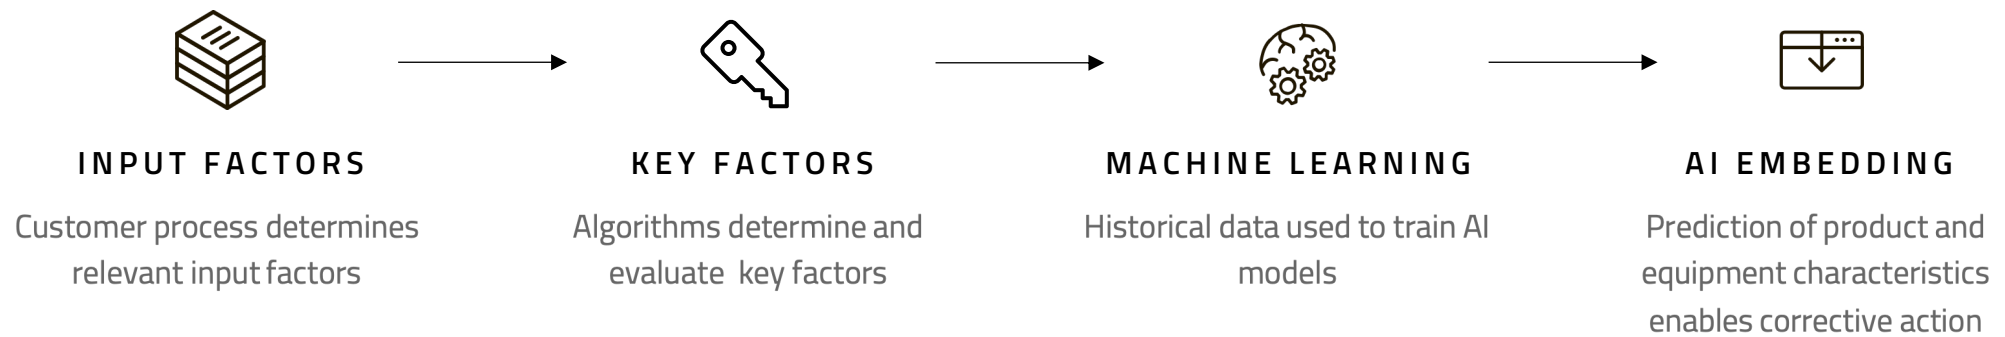 INPUT FACTORS
Customer process determines
relevant input factors
KEY FACTORS
Algorithms determine and
evaluate key factors
MACHINE LEARNING
Historical data used to train AI
models
AI EMBEDDING
Prediction of product and
equipment characteristics
enables corrective action